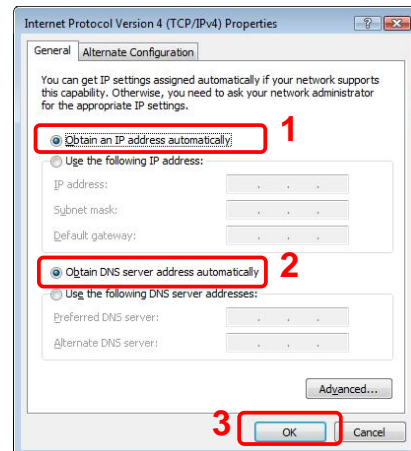 Internet Protocol Version 4 (TCP/IPv4) Properties
General
Alternate Configuration
You can get IP settings assigned automatically if your network supports
this capability. Otherwise, you need to ask your network administrator
for the appropriate IP settings.
Obtain an IP address automatically
1
Use the following IP address:
IP address:
Subnet mask:
Default gateway:
Obtain DNS server address automatically
2
Use the following DNS server addresses:
Preferred DNS server:
Alternate DNS server:
Advanced...
3
OK
Cancel